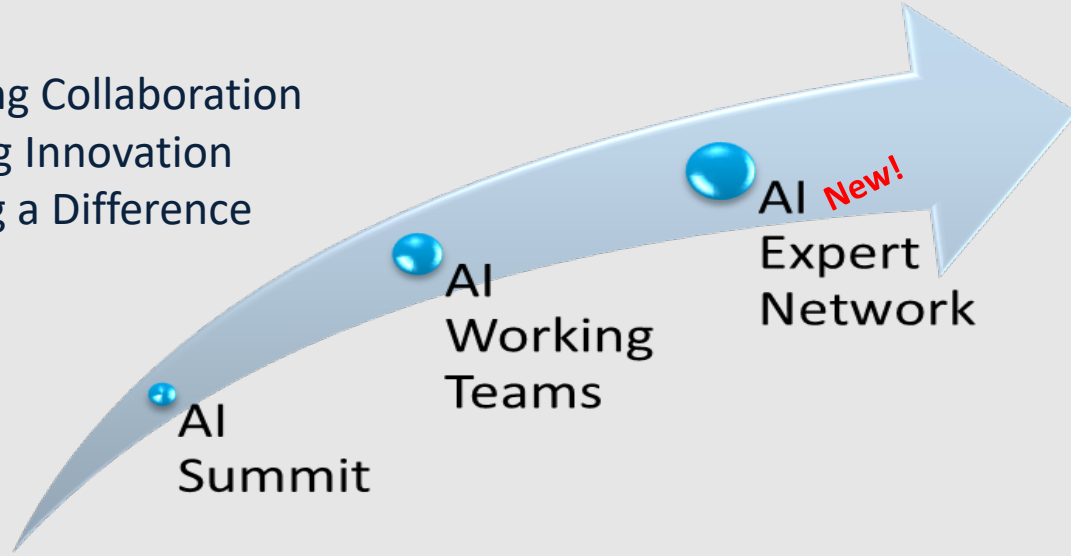 ng Collaboration
g Innovation
g a Difference
AI New!
Expert
Network
AI
Working
Teams
AI
Summit